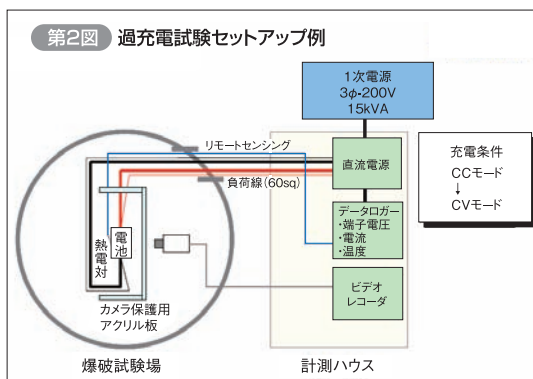 第2図 過充電試験セットアップ例
1次電源
3φ-200V
15kVA
リモートセンシング
直流電源
負荷線(60sq)
充電条件
CCモード
↓
CVモード
データロガー
・端子電圧
・電流
・温度
電池
熱電対
ビデオ
レコーダ
カメラ保護用
アクリル板
爆破試験場
計測ハウス